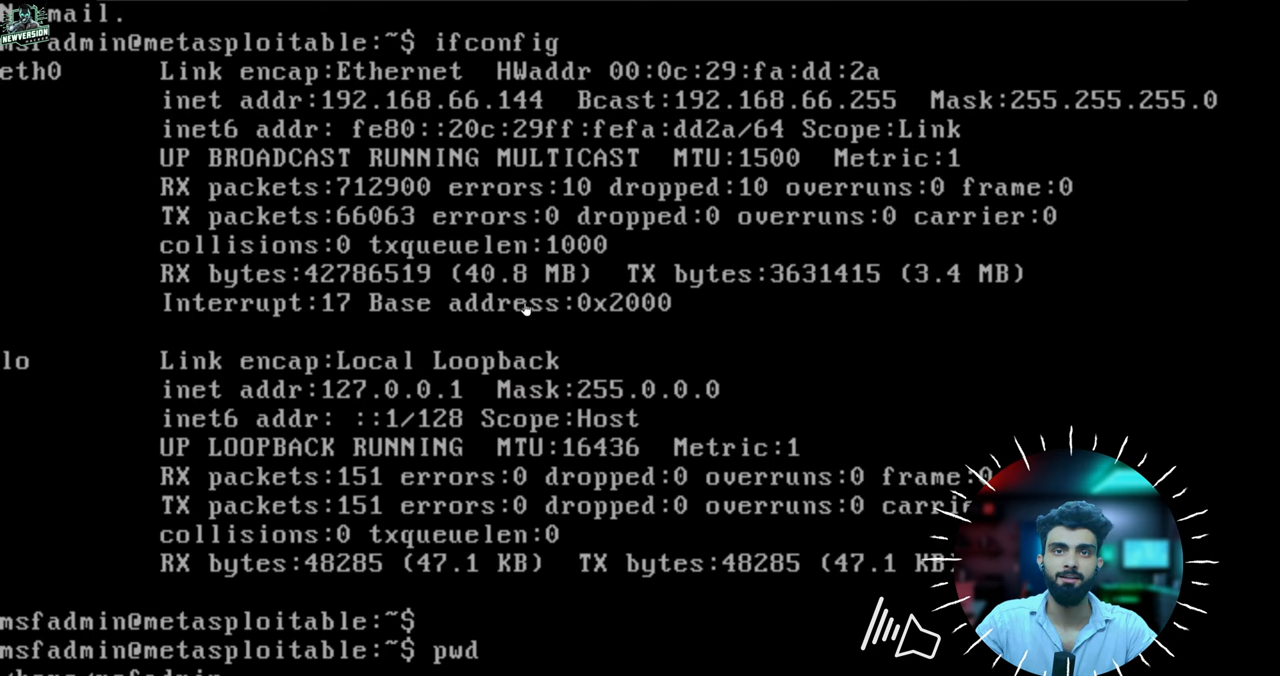 mail.
NEWVERSION
msfadmin@metasploitable:~$ ifconfig
eth0 Link encap:Ethernet HWaddr 00:0c:29:fa:dd:2a
inet addr:192.168.66.144 Bcast:192.168.66.255 Mask:255.255.255.0
inet6 addr: fe80::20c:29ff:fefa:dd2a/64 Scope:Link
UP BROADCAST RUNNING MULTICAST MTU:1500 Metric:1
RX packets:712900 errors:10 dropped:10 overruns:0 frame:0
TX packets:66063 errors:0 dropped:0 overruns:0 carrier:0
collisions:0 txqueuelen:1000
RX bytes:42786519 (40.8 MB) TX bytes:3631415 (3.4 MB)
Interrupt:17 Base address:0x2000
lo Link encap:Local Loopback
inet addr:127.0.0.1 Mask:255.0.0.0
inet6 addr: ::1/128 Scope:Host
UP LOOPBACK RUNNING MTU:16436 Metric:1
RX packets:151 errors:0 dropped:0 overruns:0 frame:0
TX packets:151 errors:0 dropped:0 overruns:0 carrie
collisions:0 txqueuelen:0
RX bytes:48285 (47.1 KB) TX bytes:48285 (47.1 KB)
msfadmin@metasploitable:~$
msfadmin@metasploitable:~$ pwd